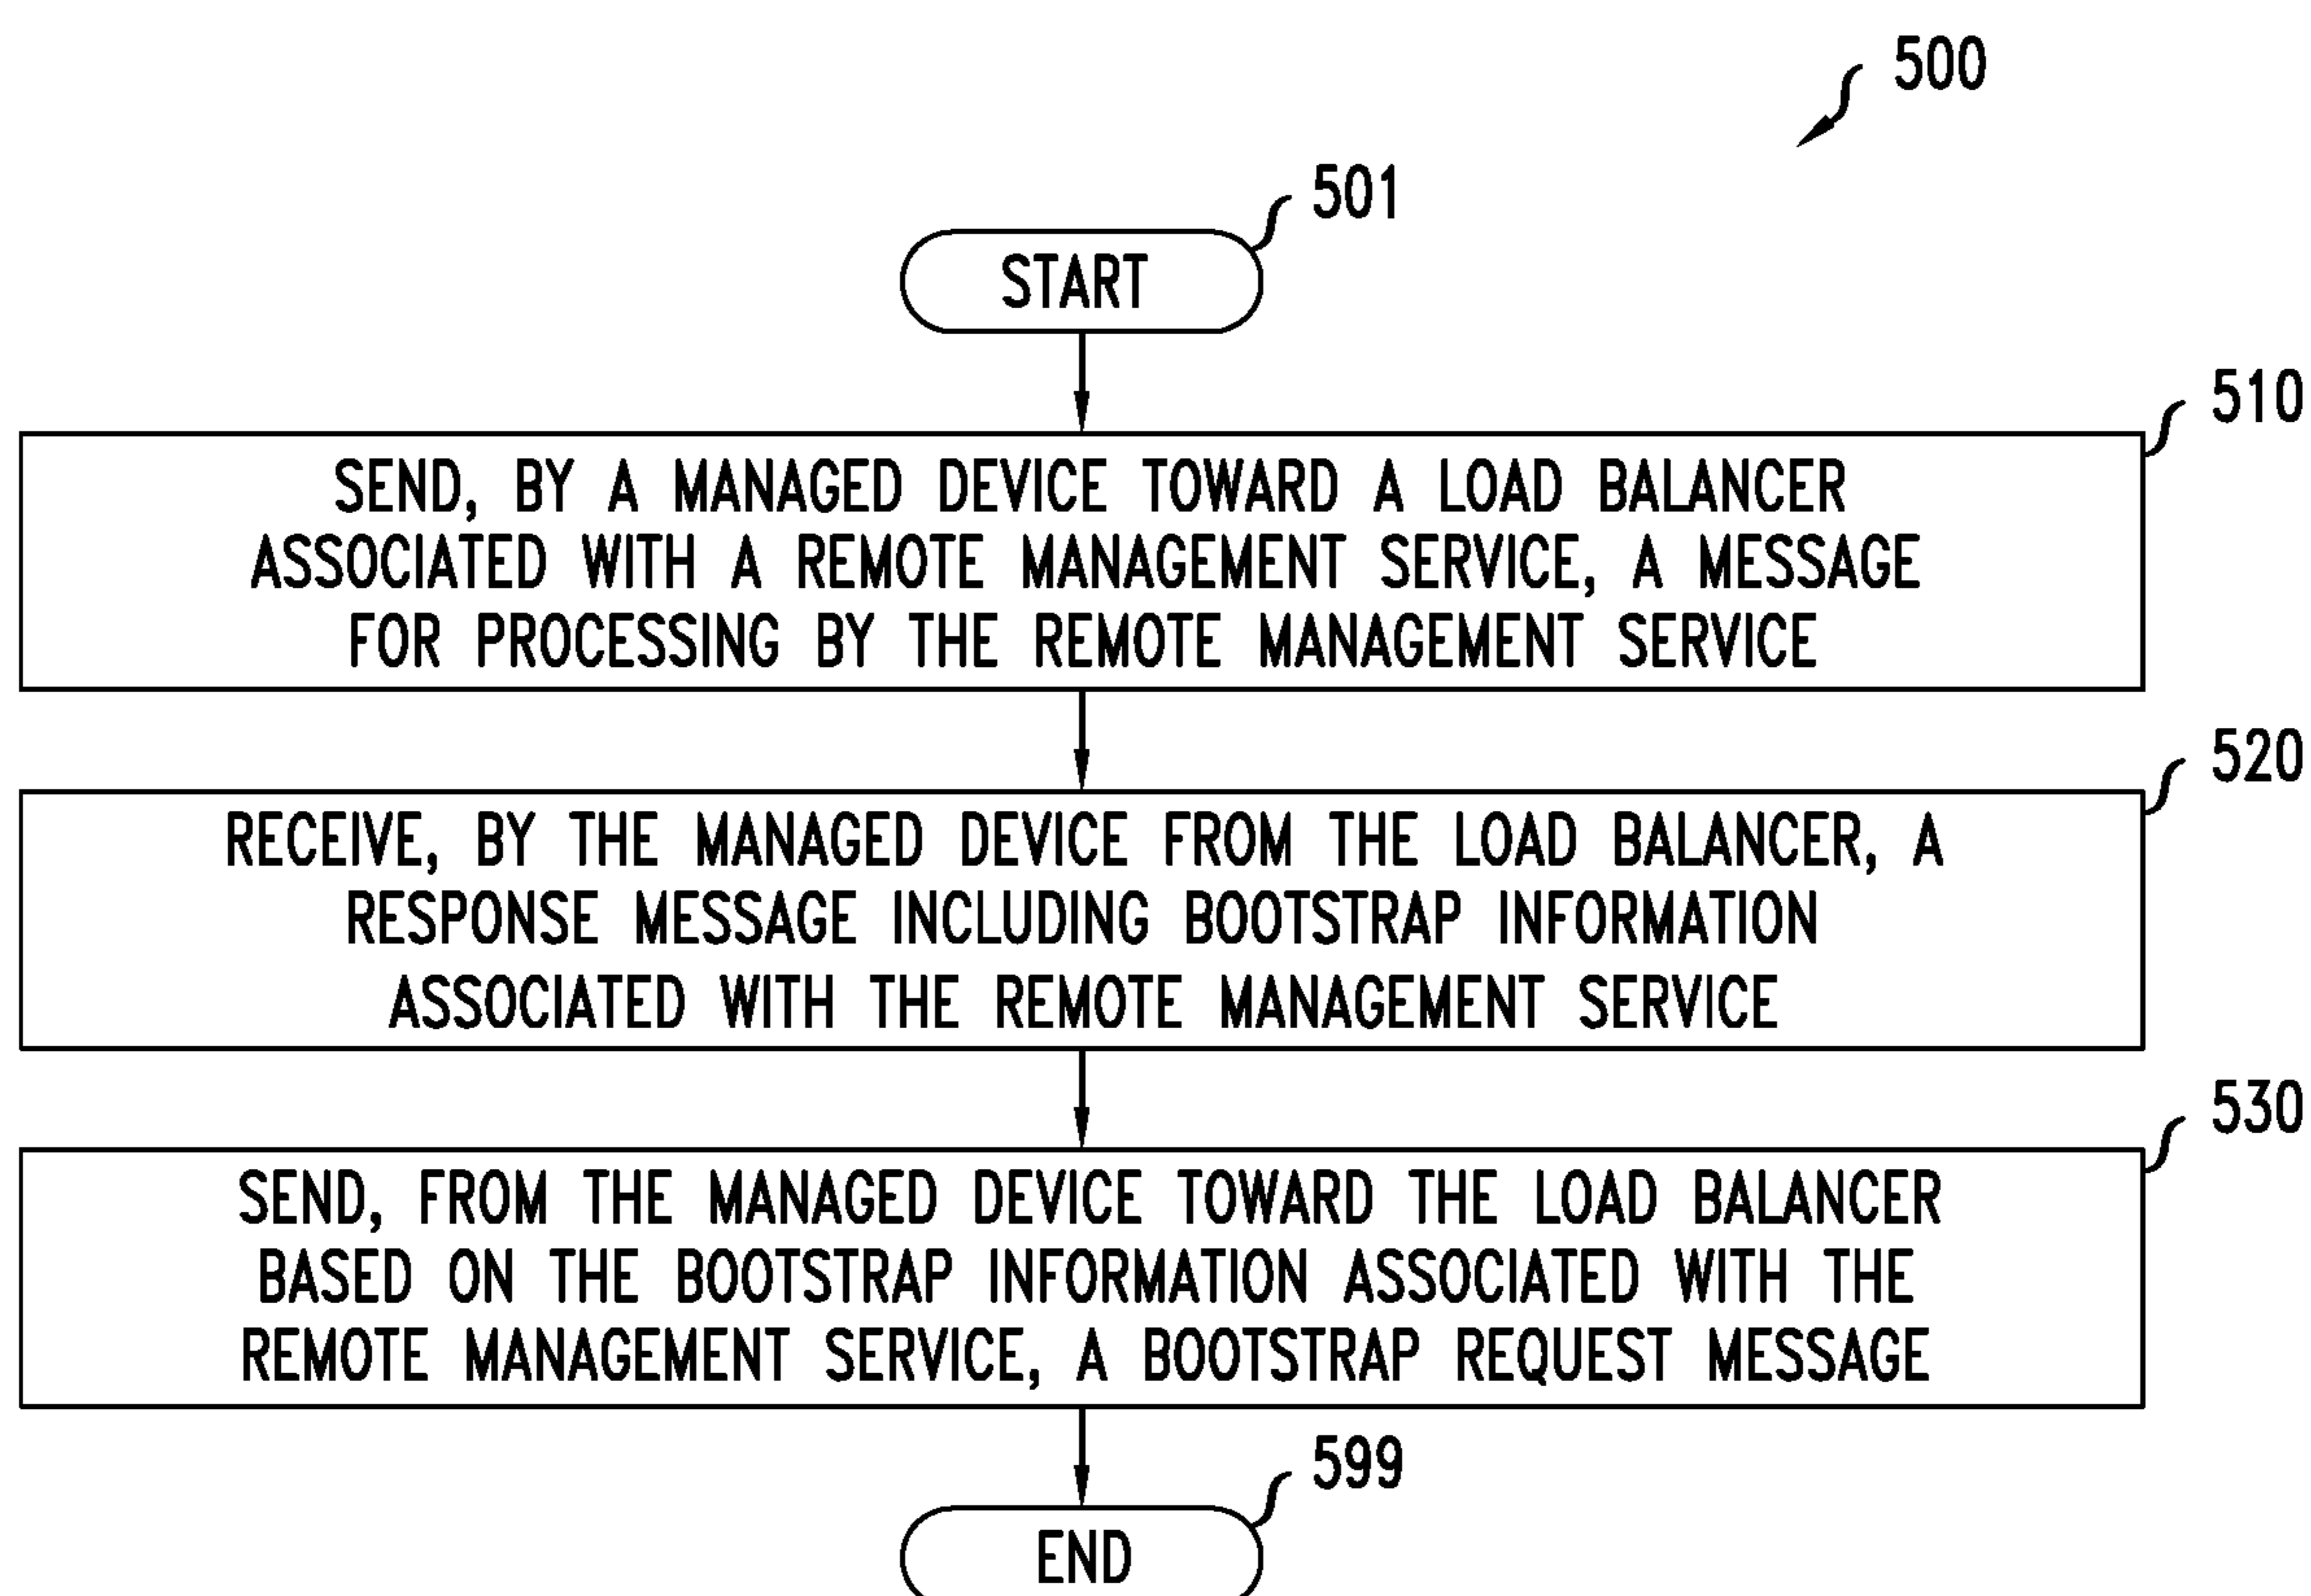 500
501
START
510
SEND, BY A MANAGED DEVICE TOWARD A LOAD BALANCER
ASSOCIATED WITH A REMOTE MANAGEMENT SERVICE, A MESSAGE
FOR PROCESSING BY THE REMOTE MANAGEMENT SERVICE
520
RECEIVE, BY THE MANAGED DEVICE FROM THE LOAD BALANCER, A
RESPONSE MESSAGE INCLUDING BOOTSTRAP INFORMATION
ASSOCIATED WITH THE REMOTE MANAGEMENT SERVICE
530
SEND, FROM THE MANAGED DEVICE TOWARD THE LOAD BALANCER
BASED ON THE BOOTSTRAP INFORMATION ASSOCIATED WITH THE
REMOTE MANAGEMENT SERVICE, A BOOTSTRAP REQUEST MESSAGE
599
END